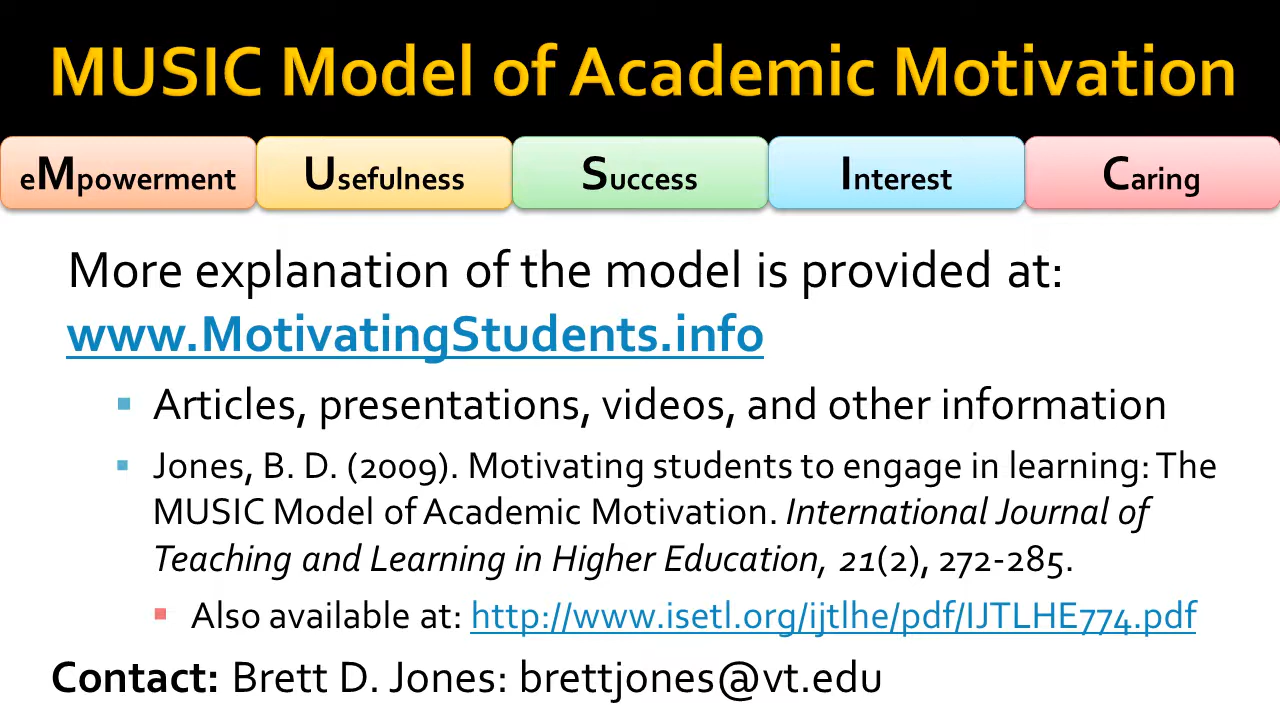 MUSIC Model of Academic Motivation
eMpowerment Usefulness Success Interest Caring
More explanation of the model is provided at:
www.MotivatingStudents.info
Articles, presentations, videos, and other information
Jones, B. D. (2009). Motivating students to engage in learning: The
MUSIC Model of Academic Motivation. International Journal of
Teaching and Learning in Higher Education, 21(2), 272-285.
Also available at: http://www.isetl.org/ijtlhe/pdf/IJTLHE774.pdf
Contact: Brett D. Jones: brettjones@vt.edu